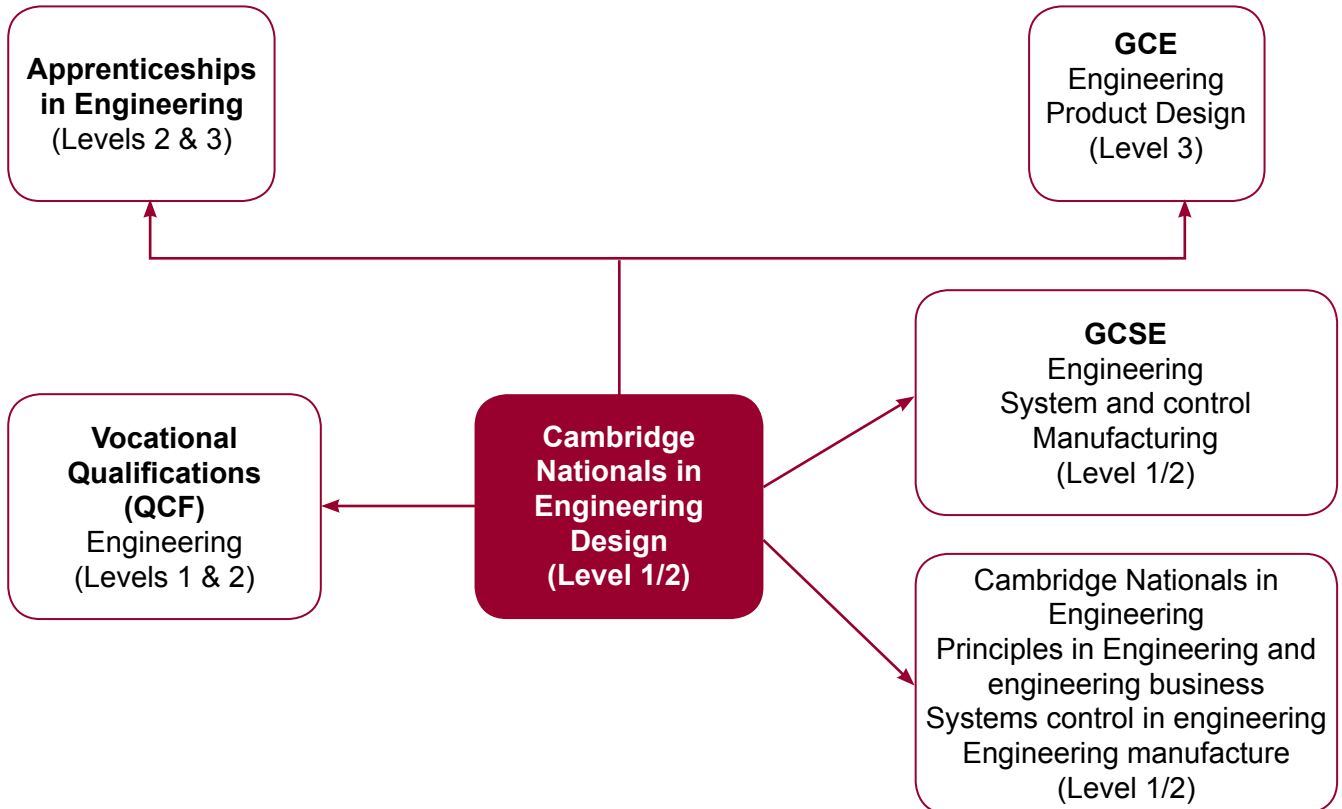 Apprenticeships
in Engineering
(Levels 2 & 3)
GCE
Engineering
Product Design
(Level 3)
Vocational
Qualifications
(QCF)
Engineering
(Levels 1 & 2)
Cambridge
Nationals in
Engineering
Design
(Level 1/2)
GCSE
Engineering
System and control
Manufacturing
(Level 1/2)
Cambridge Nationals in
Engineering
Principles in Engineering and
engineering business
Systems control in engineering
Engineering manufacture
(Level 1/2)